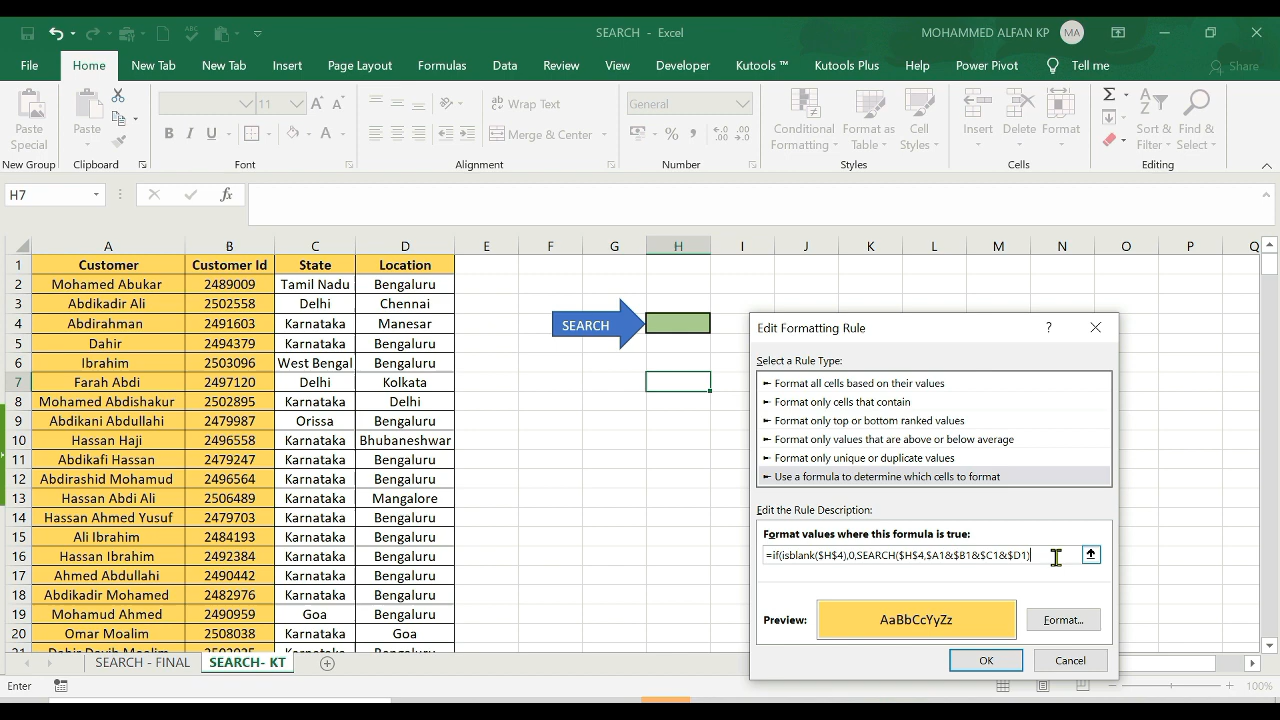 SEARCH - Excel
MOHAMMED ALFAN KP
MA
File Home New Tab New Tab Insert Page Layout Formulas Data Review View Developer Kutools ™ Kutools Plus Help Power Pivot Tell me Share
Paste Special
Paste
11
Wrap Text
Merge & Center
General
Conditional Formatting
Format as Table
Cell Styles
Insert
Delete
Format
Sort & Filter
Find & Select
New Group Clipboard Font Alignment Number Styles Cells Editing
H7
fx
A B C D E F G H I J K L M N O P Q
1 Customer Customer Id State Location
2 Mohamed Abukar 2489009 Tamil Nadu Bengaluru
3 Abdikadir Ali 2502558 Delhi Chennai
4 Abdirahman 2491603 Karnataka Manesar
5 Dahir 2494379 Karnataka Bengaluru
6 Ibrahim 2503096 West Bengal Bengaluru
7 Farah Abdi 2497120 Delhi Kolkata
8 Mohamed Abdishakur 2502895 Karnataka Delhi
9 Abdikani Abdullahi 2479987 Orissa Bengaluru
10 Hassan Haji 2496558 Karnataka Bhubaneshwar
11 Abdikafi Hassan 2479247 Karnataka Bengaluru
12 Abdirashid Mohamud 2496564 Karnataka Bengaluru
13 Hassan Abdi Ali 2506489 Karnataka Mangalore
14 Hassan Ahmed Yusuf 2479703 Karnataka Bengaluru
15 Ali Ibrahim 2484193 Karnataka Bengaluru
16 Hassan Ibrahim 2492384 Karnataka Bengaluru
17 Ahmed Abdullahi 2490442 Karnataka Bengaluru
18 Abdikadir Mohamed 2482976 Karnataka Bengaluru
19 Mohamud Ahmed 2490959 Goa Bengaluru
20 Omar Moalim 2508038 Karnataka Goa
SEARCH
Edit Formatting Rule ?
Select a Rule Type:
► Format all cells based on their values
► Format only cells that contain
► Format only top or bottom ranked values
► Format only values that are above or below average
► Format only unique or duplicate values
► Use a formula to determine which cells to format
Edit the Rule Description:
Format values where this formula is true:
=if(isblank($H$4),0,SEARCH($H$4,$A1&$B1&$C1&$D1)
Preview:
AaBbCcYyZz
Format...
OK
Cancel
SEARCH - FINAL SEARCH- KT
Enter
100%